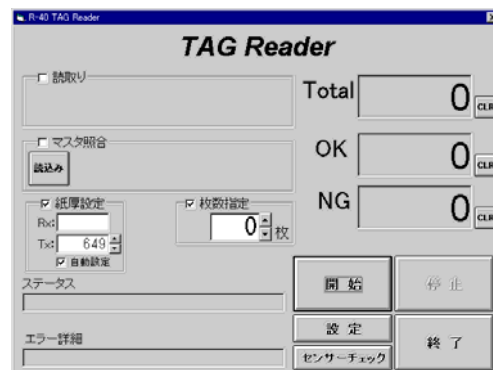 R-40 TAG Reader
TAG Reader
読取り
Total
0
CLR
マスタ照合
読込み
OK
0
CLR
紙厚設定
枚数指定
NG
0
CLR
Rx:
0
枚
Tx:
649
自動設定
ステータス
開 始
停 止
設 定
終 了
エラー詳細
センサーチェック